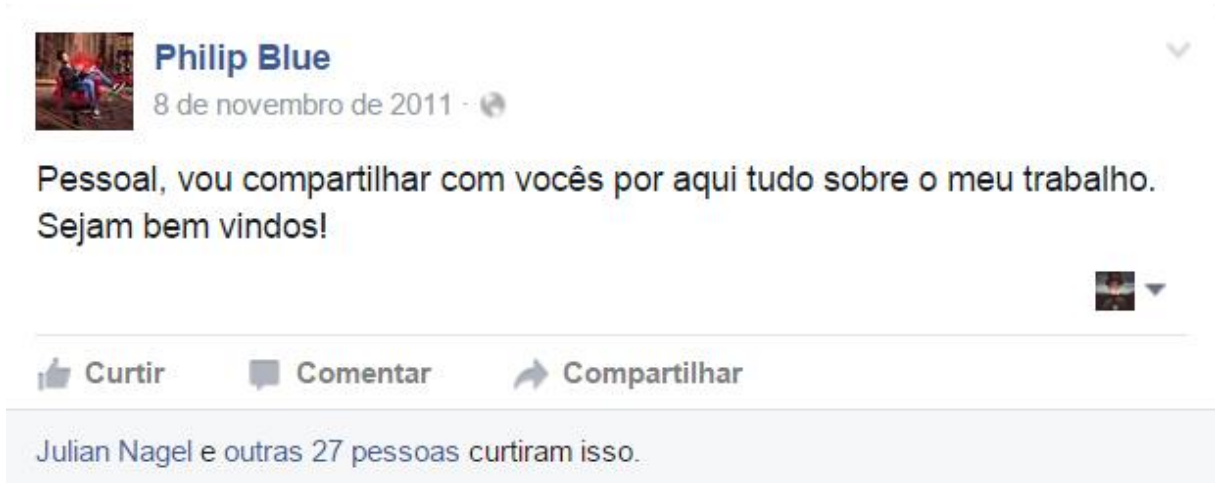 Philip Blue
8 de novembro de 2011 ·
Pessoal, vou compartilhar com vocês por aqui tudo sobre o meu trabalho.
Sejam bem vindos!
Curtir Comentar Compartilhar
Julian Nagel e outras 27 pessoas curtiram isso.